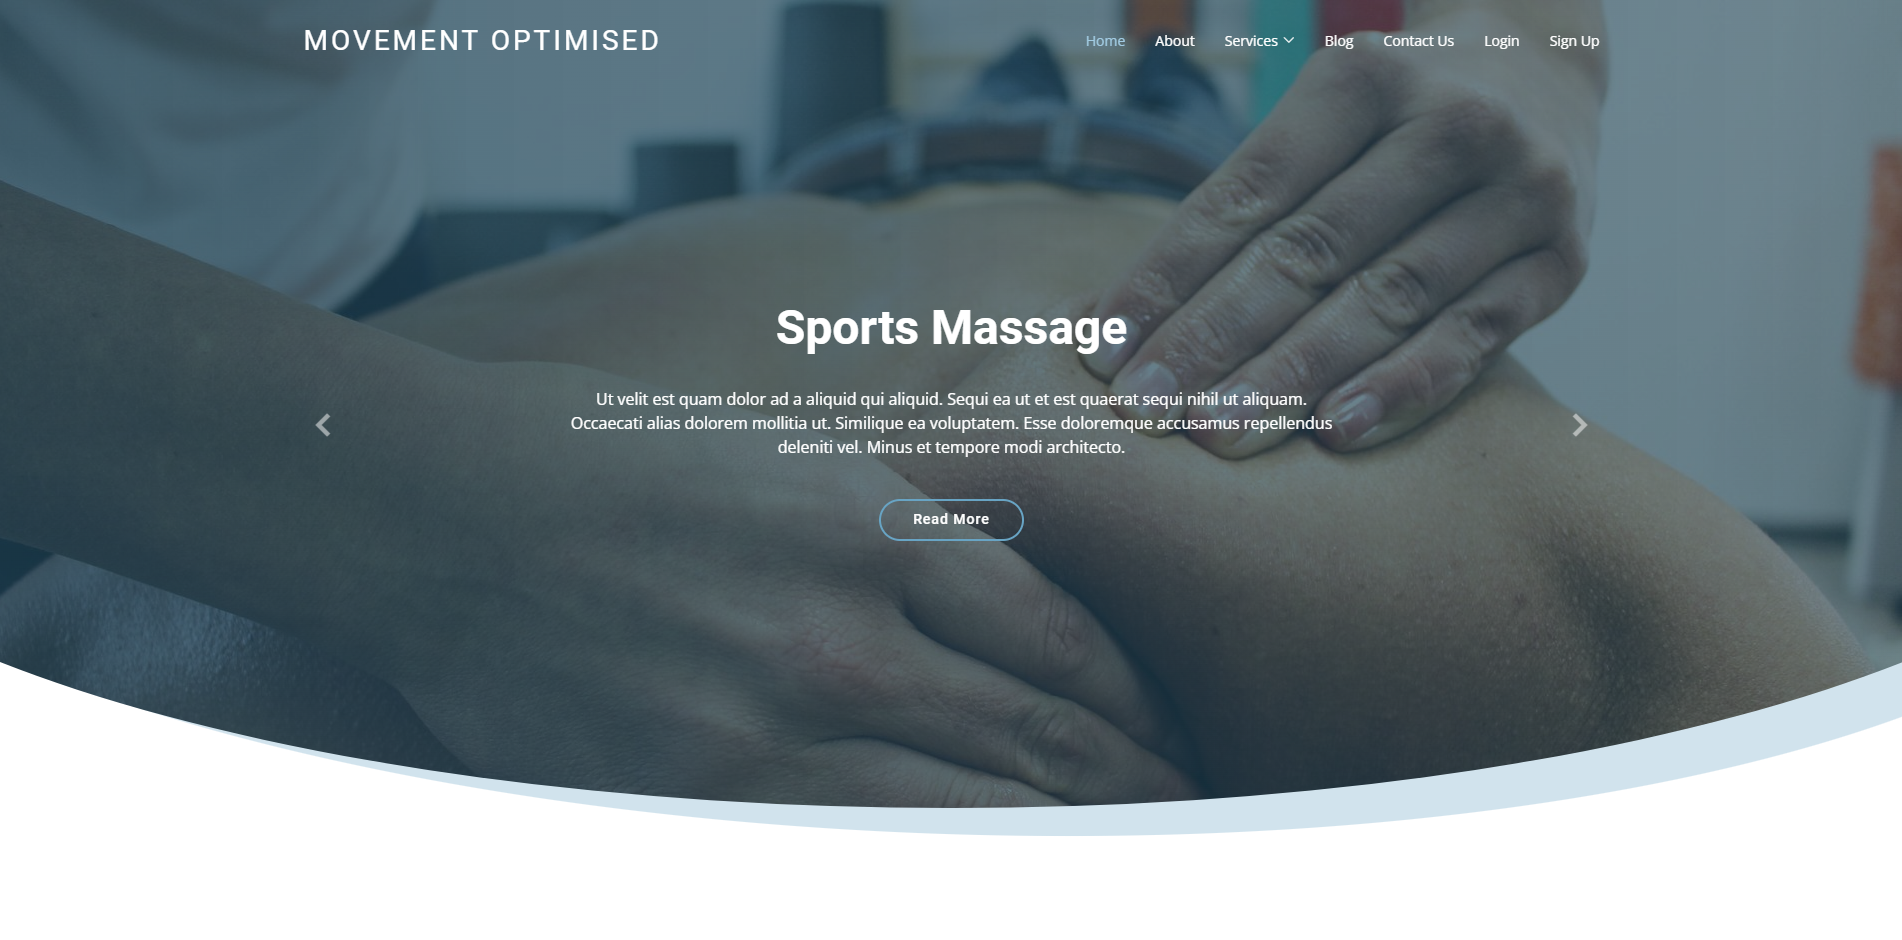 MOVEMENT OPTIMISED
Home About Services Blog Contact Us Login Sign Up
Sports Massage
Ut velit est quam dolor ad a aliquid qui aliquid. Sequi ea ut et est quaerat sequi nihil ut aliquam.
Occaecati alias dolorem mollitia ut. Similique ea voluptatem. Esse doloremque accusamus repellendus
deleniti vel. Minus et tempore modi architecto.
Read More